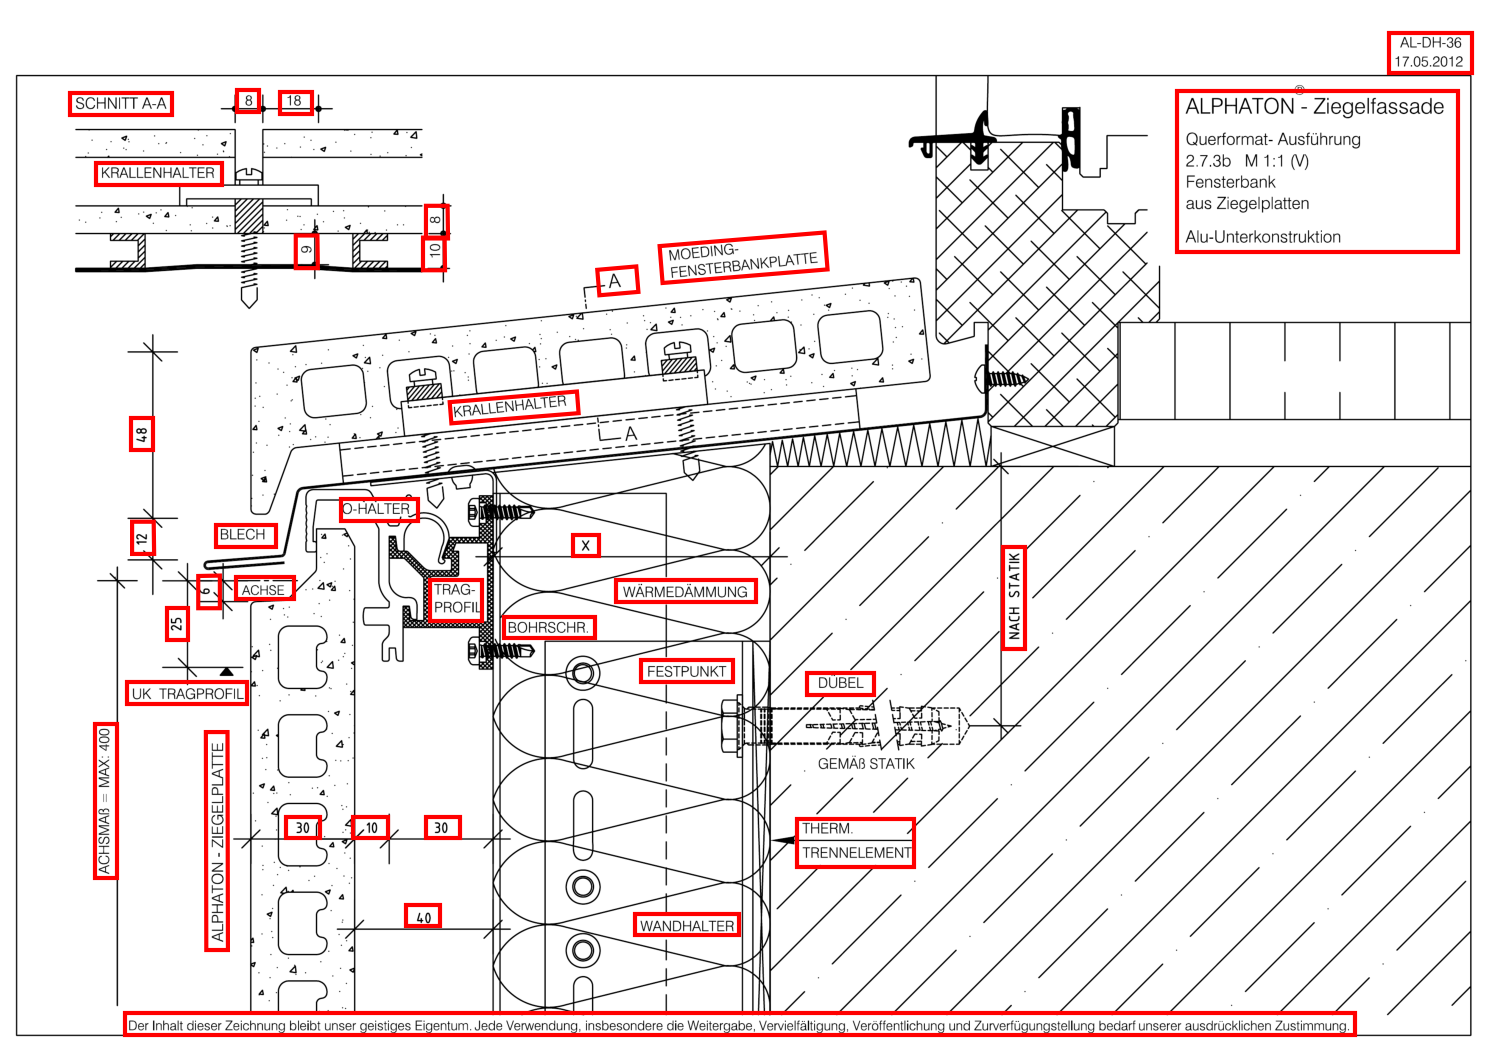 AL-DH-36
17.05.2012
SCHNITT A-A
8
18
ALPHATON® - Ziegelfassade
Querformat- Ausführung
2.7.3b M 1:1 (V)
Fensterbank
aus Ziegelplatten
Alu-Unterkonstruktion
KRALLENHALTER
8
9
10
MOEDING-
FENSTERBANKPLATTE
A
KRALLENHALTER
A
48
O-HALTER
BLECH
12
X
ACHSE
6
TRAG-
PROFIL
WÄRMEDÄMMUNG
NACH STATIK
25
BOHRSCHR.
FESTPUNKT
DÜBEL
UK TRAGPROFIL
GEMÄß STATIK
ACHSMAß = MAX: 400
ALPHATON - ZIEGELPLATTE
30
10
30
THERM.
TRENNELEMENT
40
WANDHALTER
Der Inhalt dieser Zeichnung bleibt unser geistiges Eigentum. Jede Verwendung, insbesondere die Weitergabe, Vervielfältigung, Veröffentlichung und Zurverfügungstellung bedarf unserer ausdrücklichen Zustimmung.